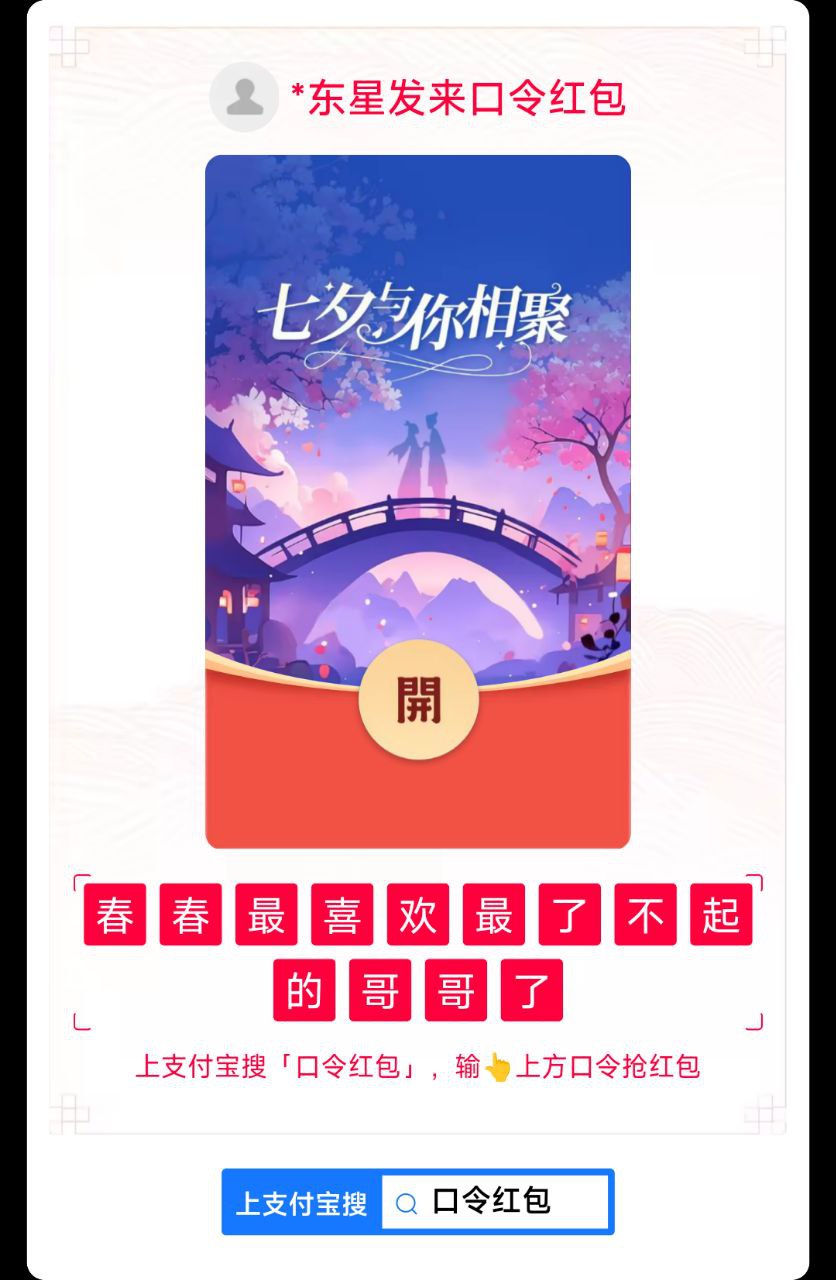 *东星发来口令红包
七夕与你相聚
開
春春最喜欢最了不起
的哥哥了
上支付宝搜「口令红包」，输👆上方口令抢红包
上支付宝搜 口令红包